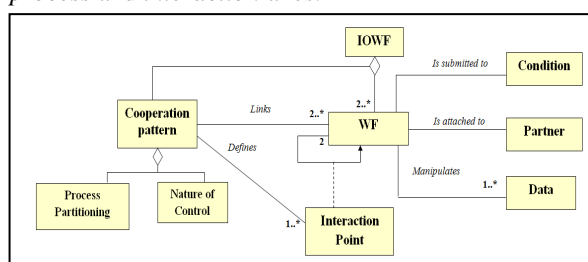 IOWF
Condition
Is submitted to
Cooperation
pattern
Links
2..*
2..*
WF
Is attached to
Partner
Defines
2
Manipulates
1..*
Data
Process
Partitioning
Nature of
Control
1..*
Interaction
Point